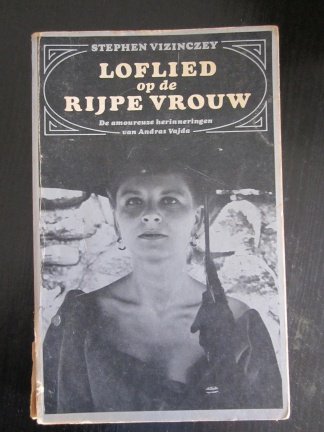 STEPHEN VIZINCZEY
LOFLIED
op de
RIJPE VROUW
De amoureuze herinneringen
van Andras Vajda